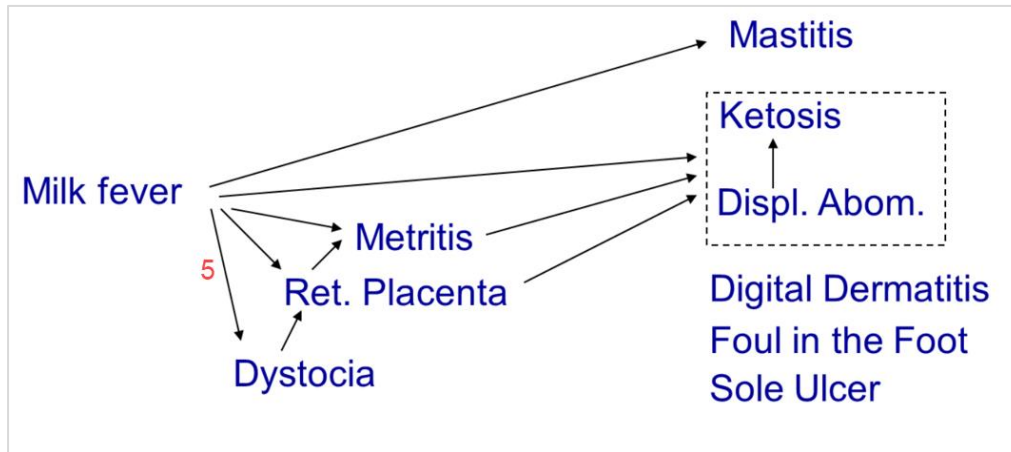 Mastitis
Ketosis
Milk fever
Displ. Abom.
Metritis
5
Ret. Placenta
Digital Dermatitis
Foul in the Foot
Dystocia
Sole Ulcer